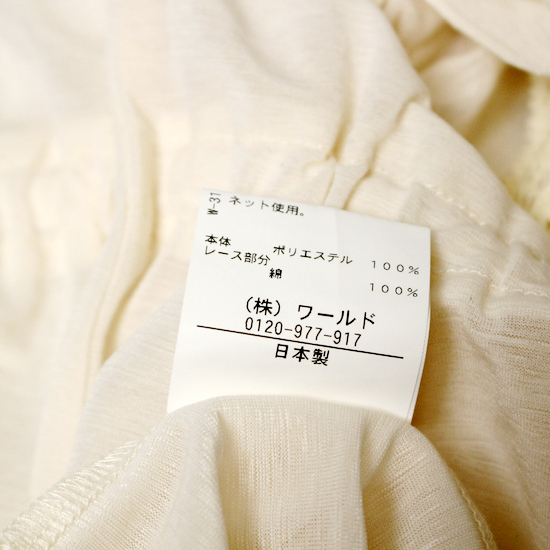 W-31
ネット使用。
本体 ポリエステル 100%
レース部分 綿 100%
(株) ワールド
0120-977-917
日本製